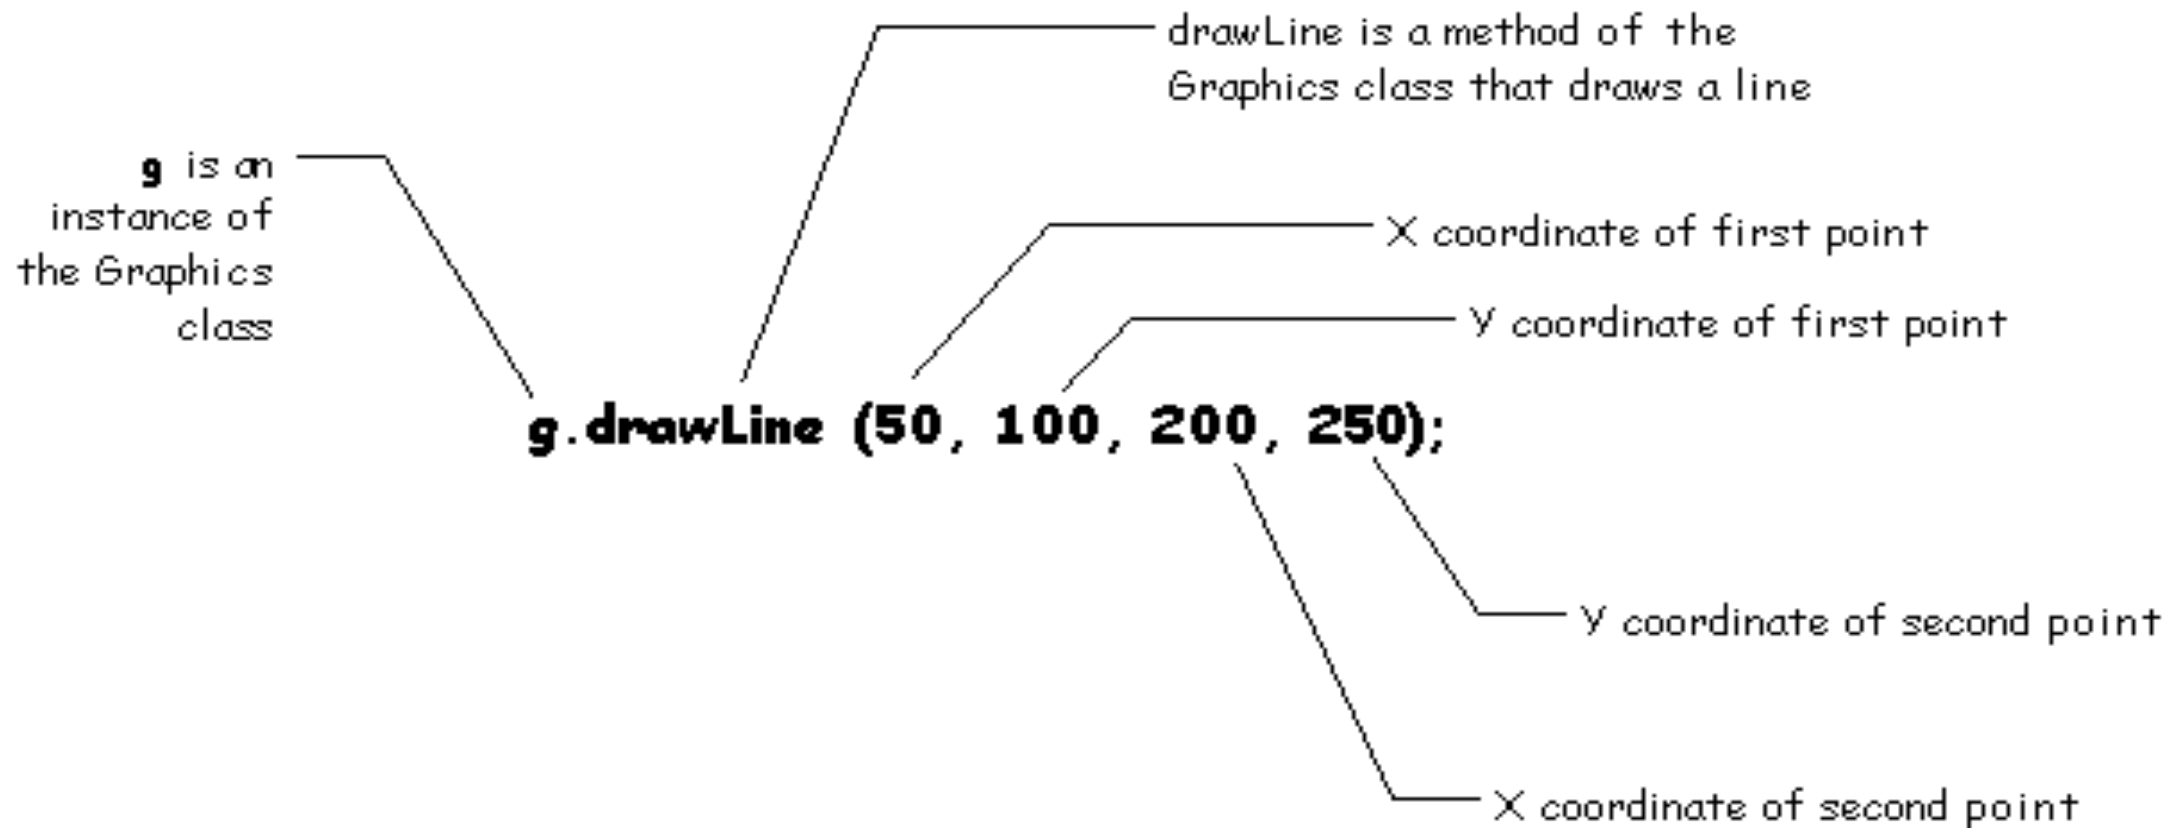 drawLine is a method of the
Graphics class that draws a line
g is an
instance of
the Graphics
class
X coordinate of first point
Y coordinate of first point
g.drawLine (50, 100, 200, 250);
Y coordinate of second point
X coordinate of second point